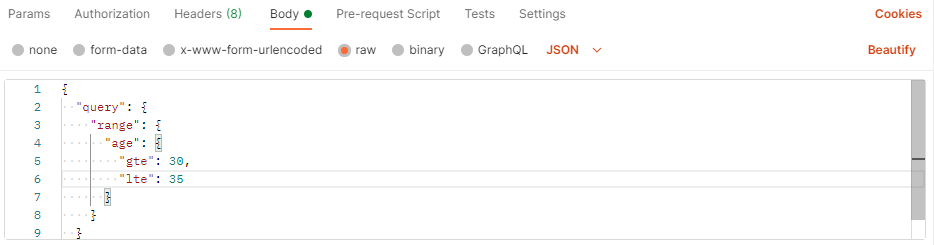 Params Authorization Headers (8) Body Pre-request Script Tests Settings Cookies
none form-data x-www-form-urlencoded raw binary GraphQL JSON Beautify
1 {
2 "query": {
3 "range": {
4 "age": {
5 "gte": 30,
6 "lte": 35
7 }
8 }
9 }